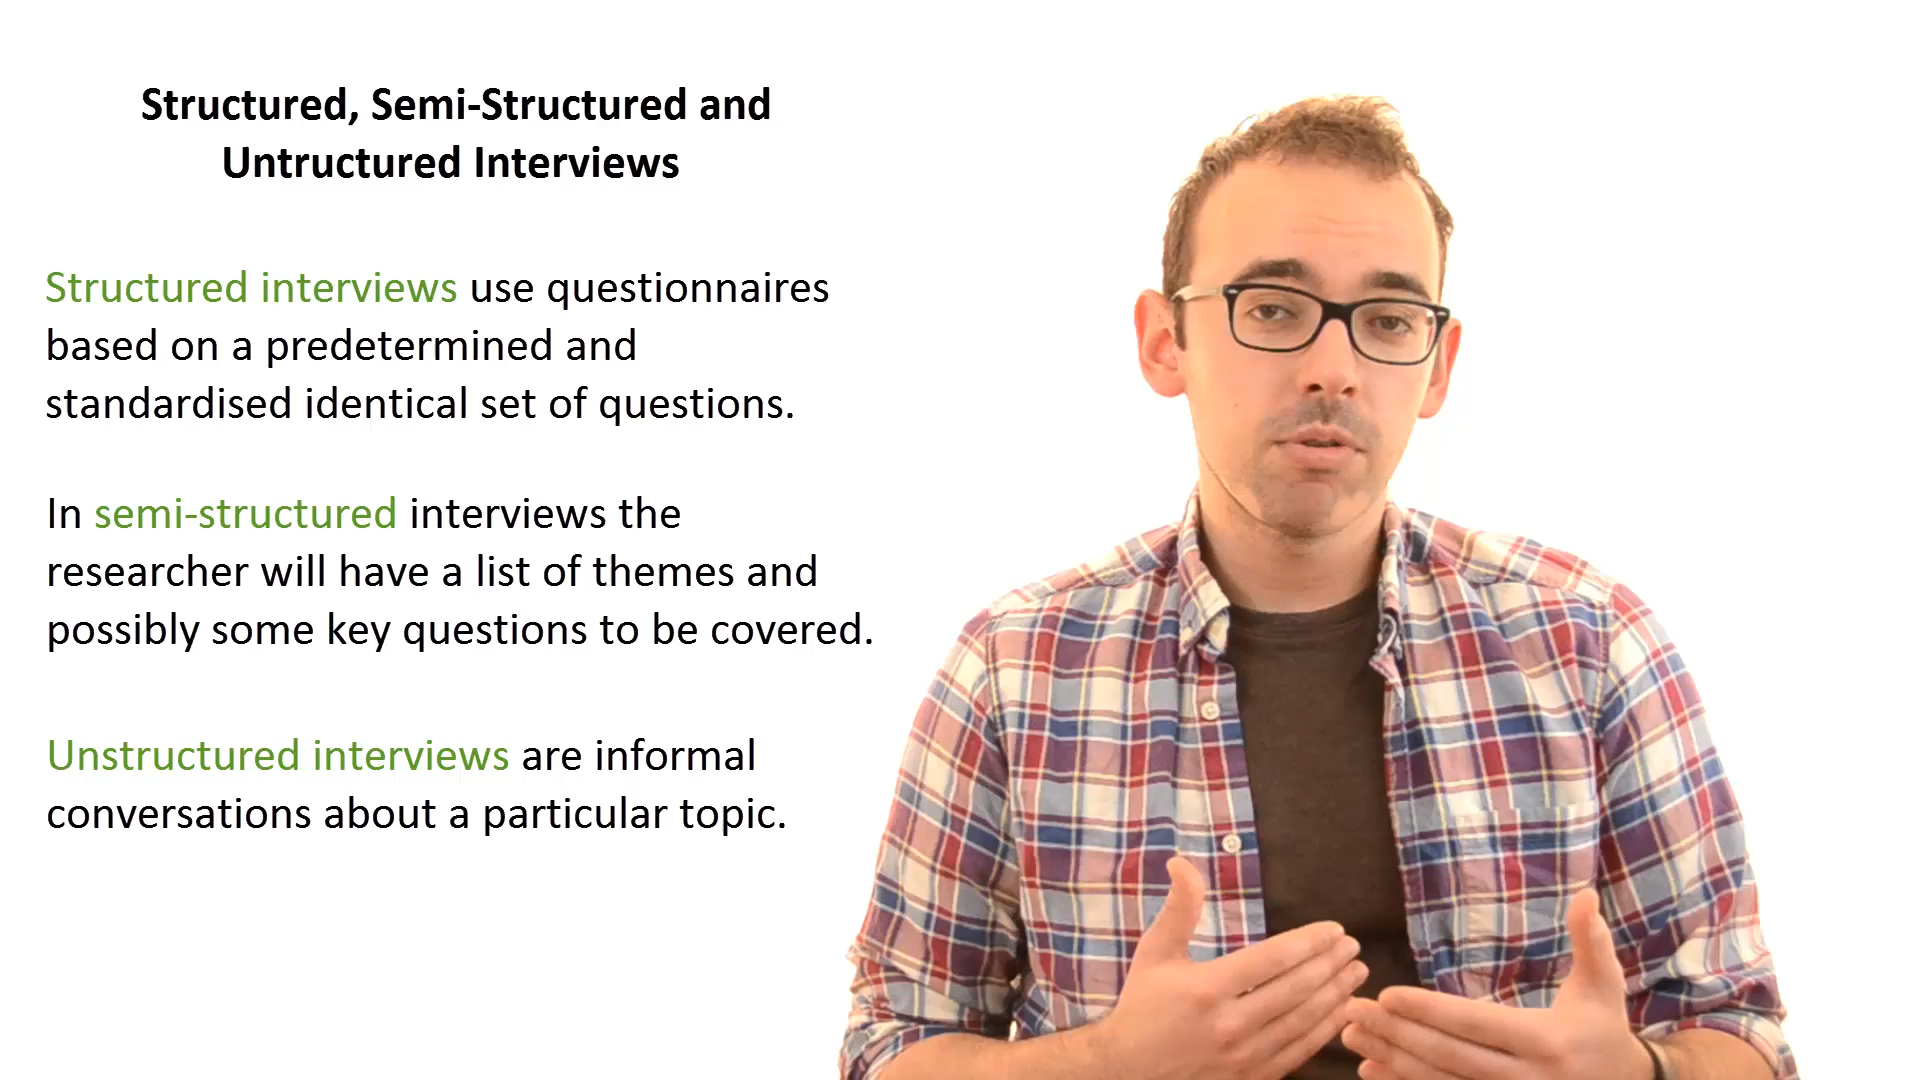 Structured, Semi-Structured and
Untructured Interviews
Structured interviews use questionnaires
based on a predetermined and
standardised identical set of questions.
In semi-structured interviews the
researcher will have a list of themes and
possibly some key questions to be covered.
Unstructured interviews are informal
conversations about a particular topic.